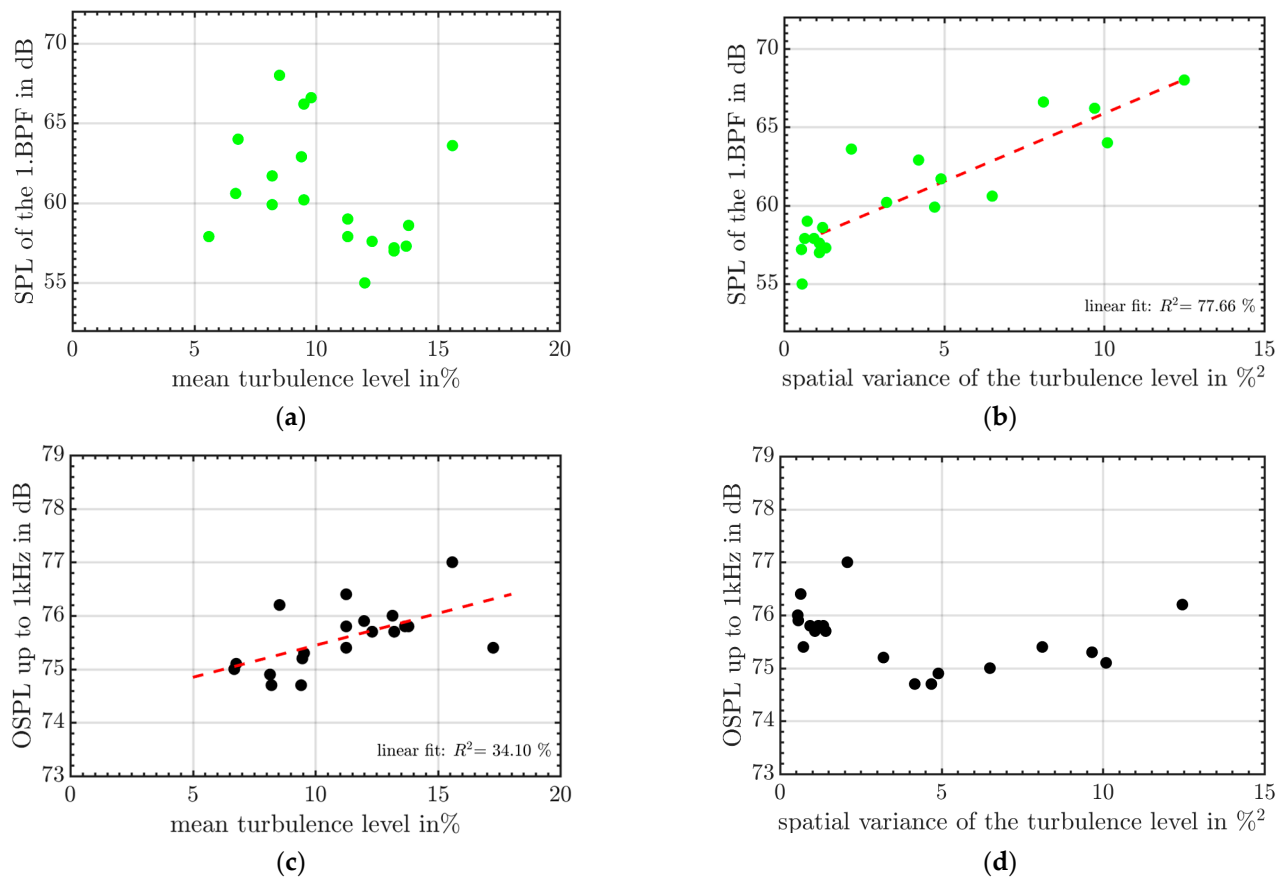 SPL of the 1.BPF in dB
70
65
60
55
0 5 10 15 20
mean turbulence level in%
(a)
SPL of the 1.BPF in dB
70
65
60
55
linear fit: R²= 77.66 %
0 5 10 15
spatial variance of the turbulence level in %²
(b)
OSPL up to 1kHz in dB
79
78
77
76
75
74
73
linear fit: R²= 34.10 %
0 5 10 15 20
mean turbulence level in%
(c)
OSPL up to 1kHz in dB
79
78
77
76
75
74
73
0 5 10 15
spatial variance of the turbulence level in %²
(d)